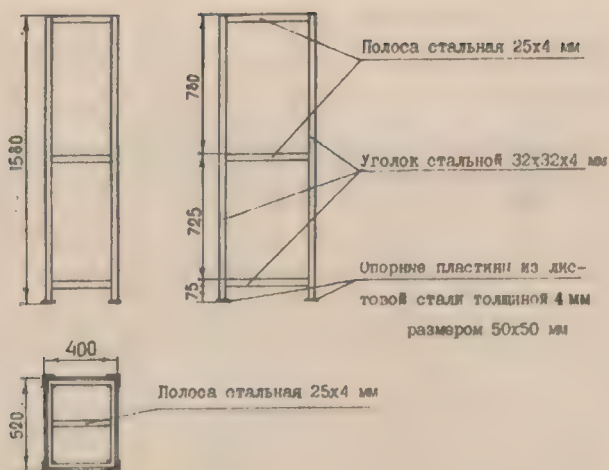 1580
780
725
75
Полоса стальная 25х4 мм
Уголок стальной 32х32х4 мм
Опорные пластины из лис-
товой стали толщиной 4 мм
размером 50х50 мм
400
520
Полоса стальная 25х4 мм